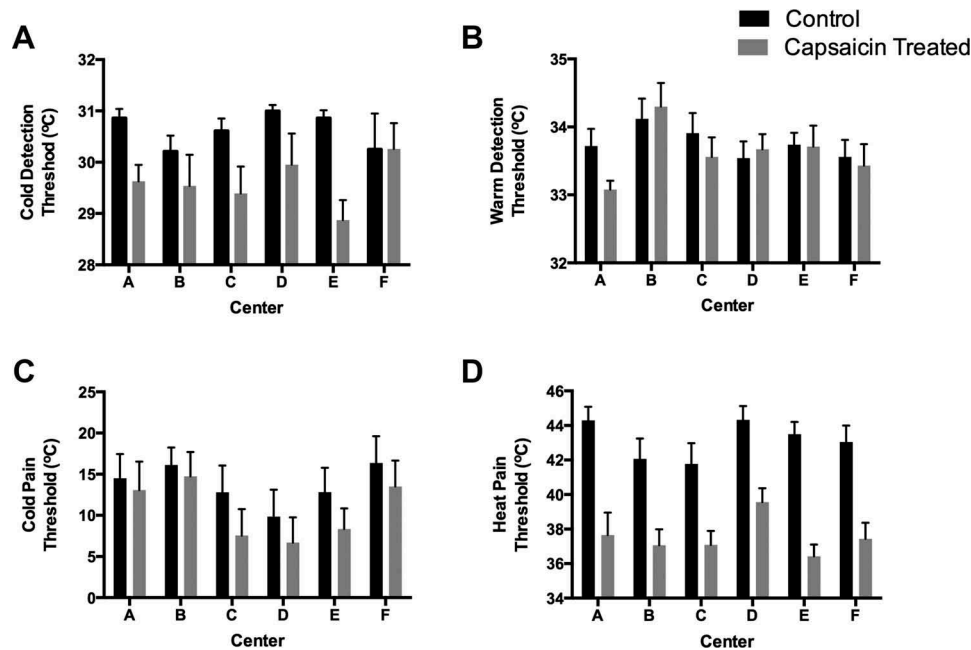 Control
Capsaicin Treated
A
Cold Detection
Threshod (ºC)
32
31
30
29
28
A B C D E F
Center
B
Warm Detection
Threshold (ºC)
35
34
33
32
A B C D E F
Center
C
Cold Pain
Threshold (ºC)
25
20
15
10
5
0
A B C D E F
Center
D
Heat Pain
Threshold (ºC)
46
44
42
40
38
36
34
A B C D E F
Center